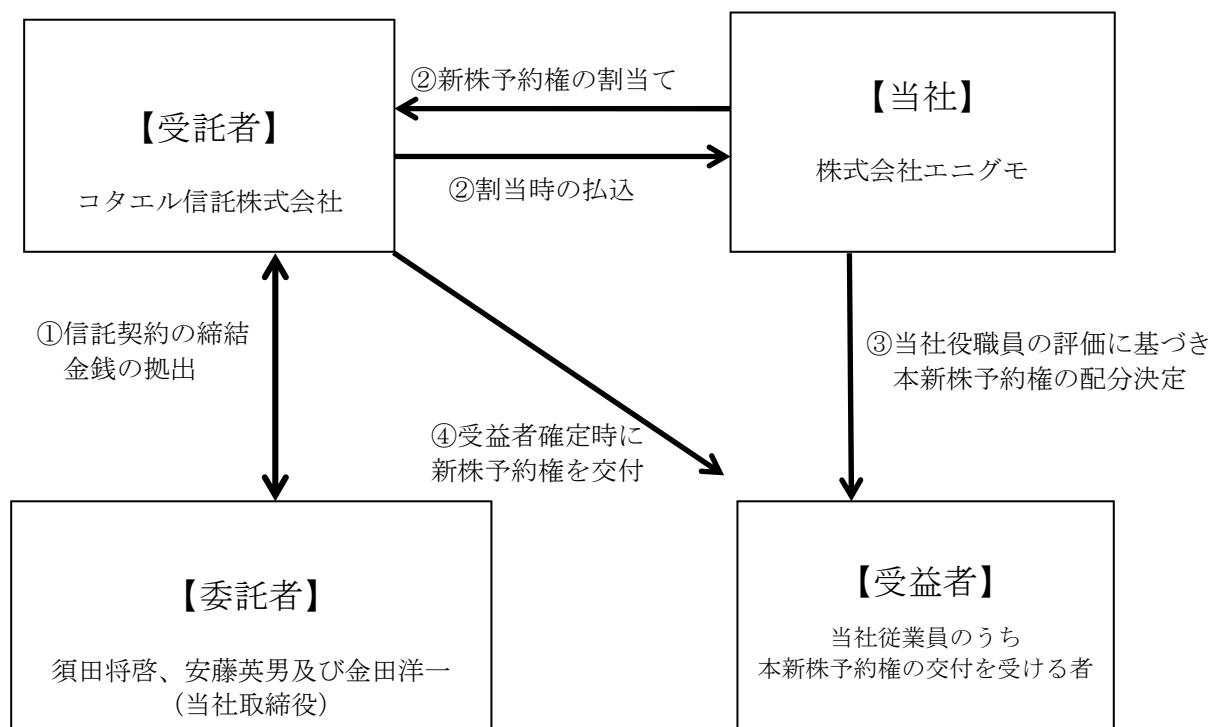 ②新株予約権の割当て
【受託者】
コタエル信託株式会社
【当社】
株式会社エニグモ
②割当時の払込
①信託契約の締結
金銭の拠出
③当社役職員の評価に基づき
本新株予約権の配分決定
④受益者確定時に
新株予約権を交付
【委託者】
須田将啓、安藤英男及び金田洋一
(当社取締役)
【受益者】
当社従業員のうち
本新株予約権の交付を受ける者